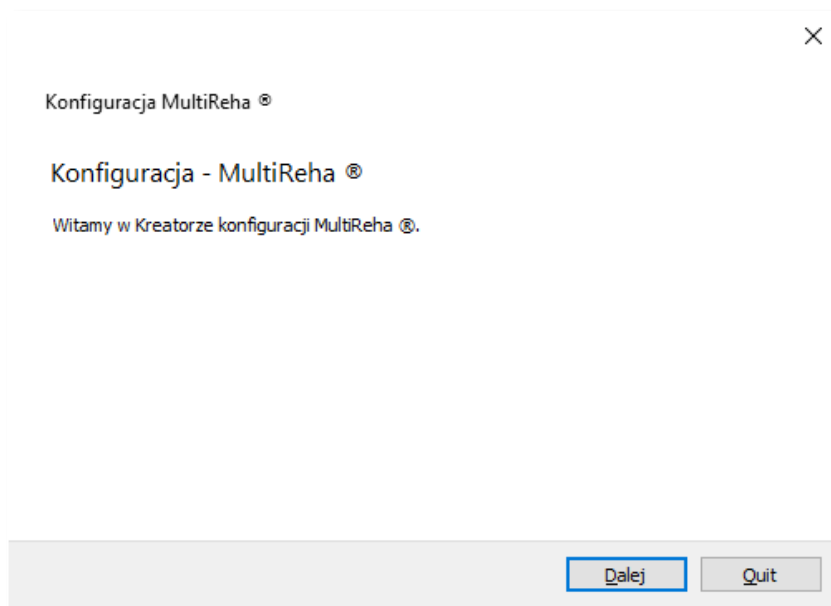 Konfiguracja MultiReha ®
Konfiguracja - MultiReha ®
Witamy w Kreatorze konfiguracji MultiReha ®.
Dalej
Quit